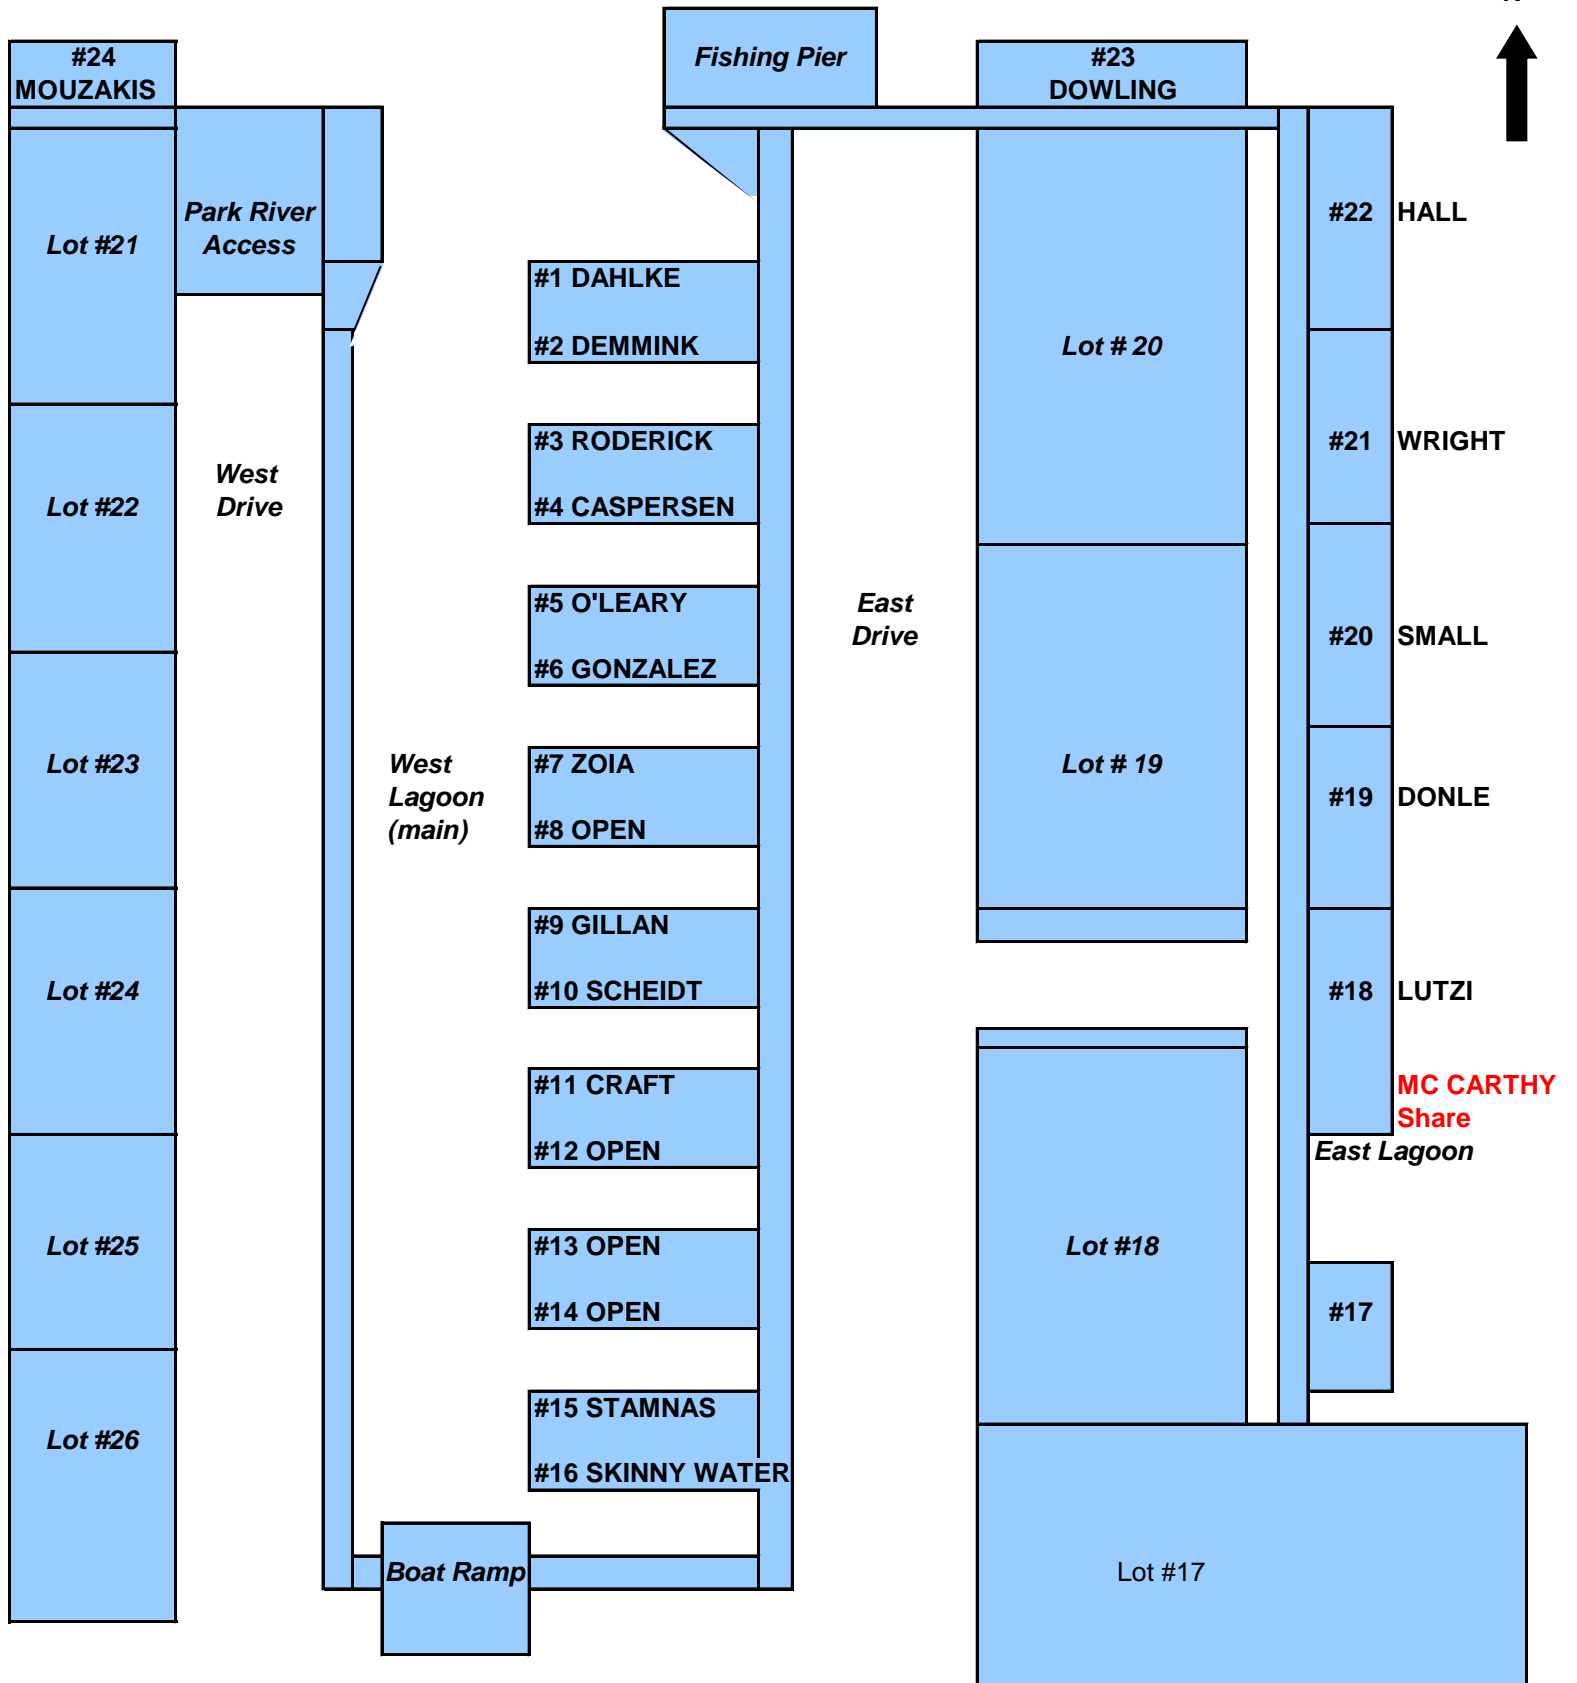 #24
MOUZAKIS
Fishing Pier
#23
DOWLING
Park River
Access
Lot #21
#22 HALL
#1 DAHLKE
#2 DEMMINK
Lot # 20
#3 RODERICK
#21 WRIGHT
West
Drive
Lot #22
#4 CASPERSEN
#5 O'LEARY
East
Drive
#20 SMALL
#6 GONZALEZ
Lot #23
West
Lagoon
(main)
#7 ZOIA
Lot # 19
#19 DONLE
#8 OPEN
#9 GILLAN
Lot #24
#10 SCHEIDT
#18 LUTZI
#11 CRAFT
MC CARTHY
Share
#12 OPEN
East Lagoon
Lot #25
#13 OPEN
Lot #18
#14 OPEN
#17
#15 STAMNAS
Lot #26
#16 SKINNY WATER
Boat Ramp
Lot #17